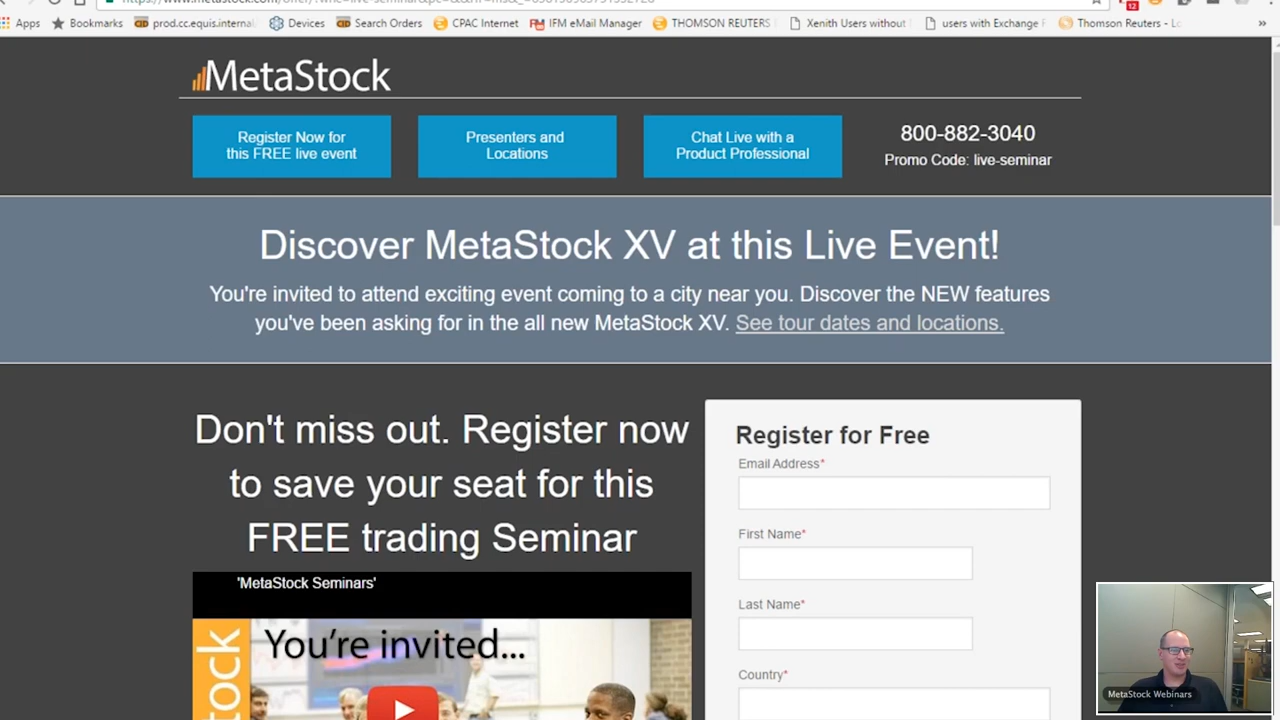 Apps
Bookmarks
prod.cc.equis.internal
Devices
Search Orders
CPAC Internet
IFM eMail Manager
THOMSON REUTERS
Xenith Users without
users with Exchange
Thomson Reuters - L
»
12
MetaStock
Register Now for
this FREE live event
Presenters and
Locations
Chat Live with a
Product Professional
800-882-3040
Promo Code: live-seminar
Discover MetaStock XV at this Live Event!
You're invited to attend exciting event coming to a city near you. Discover the NEW features
you've been asking for in the all new MetaStock XV. See tour dates and locations.
Don't miss out. Register now
to save your seat for this
FREE trading Seminar
'MetaStock Seminars'
You're invited...
stock
Register for Free
Email Address*
First Name*
Last Name*
Country*
MetaStock Webinars